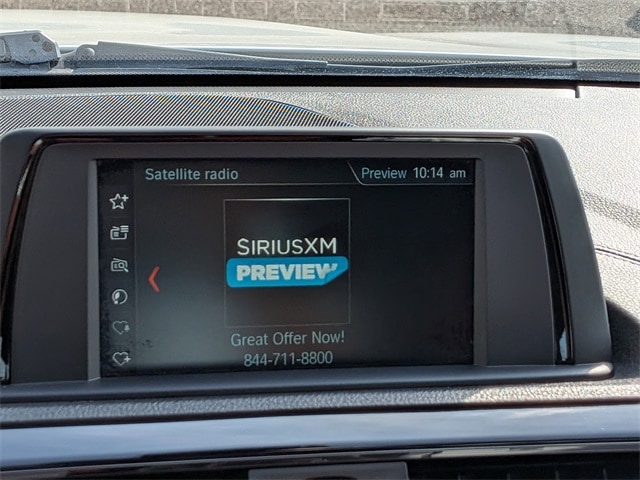 Satellite radio
Preview 10:14 am
SIRIUSXM
PREVIEW
Great Offer Now!
844-711-8800